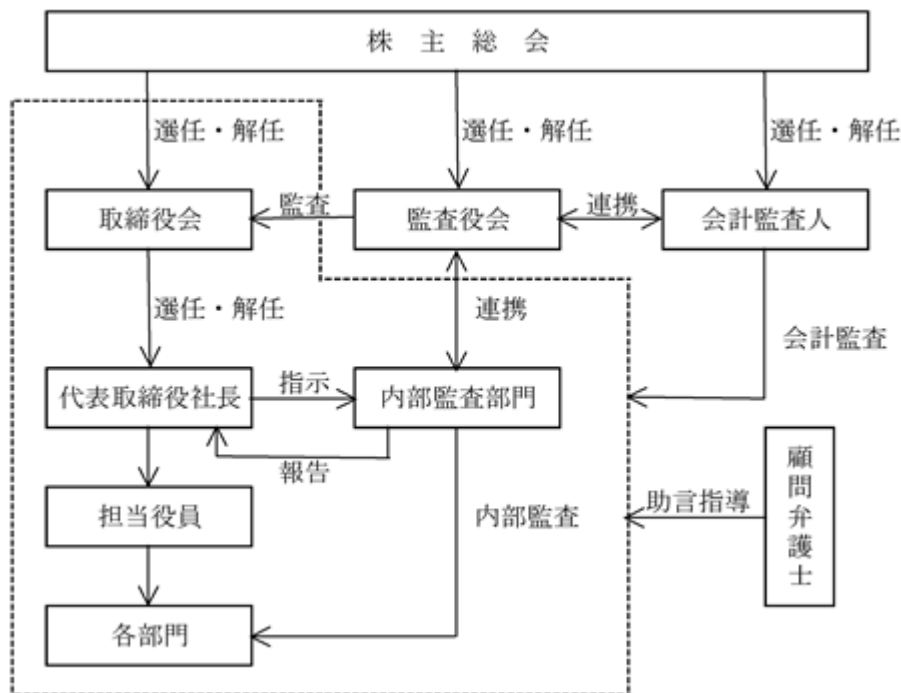 株主総会
選任・解任
選任・解任
選任・解任
取締役会
監査
監査役会
連携
会計監査人
選任・解任
連携
会計監査
代表取締役社長
指示
内部監査部門
報告
担当役員
内部監査
助言指導
顧問弁護士
各部門